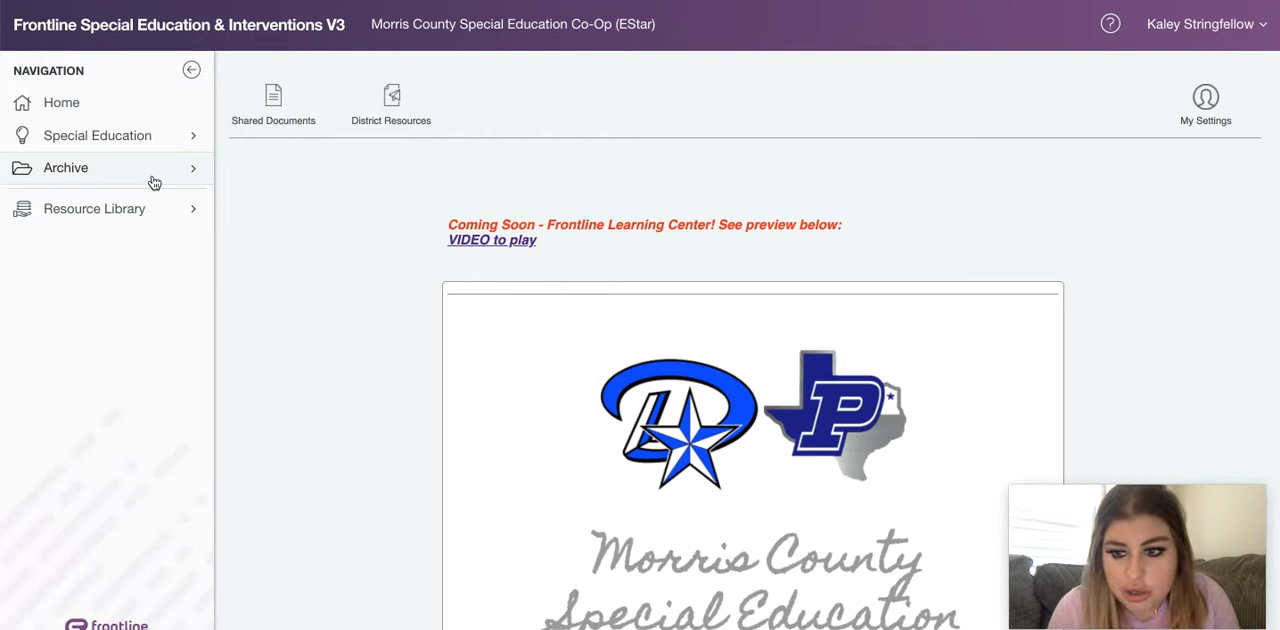 Frontline Special Education & Interventions V3 Morris County Special Education Co-Op (EStar) Kaley Stringfellow
NAVIGATION
Home
Special Education
Archive
Resource Library
Shared Documents District Resources My Settings
Coming Soon - Frontline Learning Center! See preview below:
VIDEO to play
D P
Morris County
Special Education
frontline